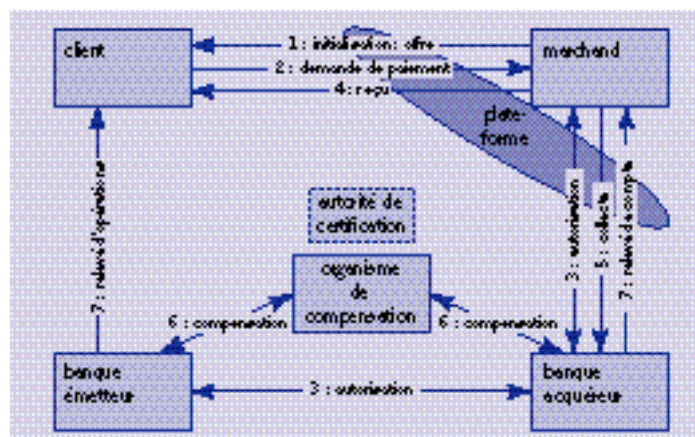 client
1 : initialisation : offre
marchand
2 : demande de paiement
4 : reçu
plate-
forme
autorité de
certification
7 : relevé d'opérations
3 : autorisation
5 : collecte
7 : relevé de compte
organisme
de
compensation
6 : compensation
6 : compensation
banque
émetteur
3 : autorisation
banque
acquéreur